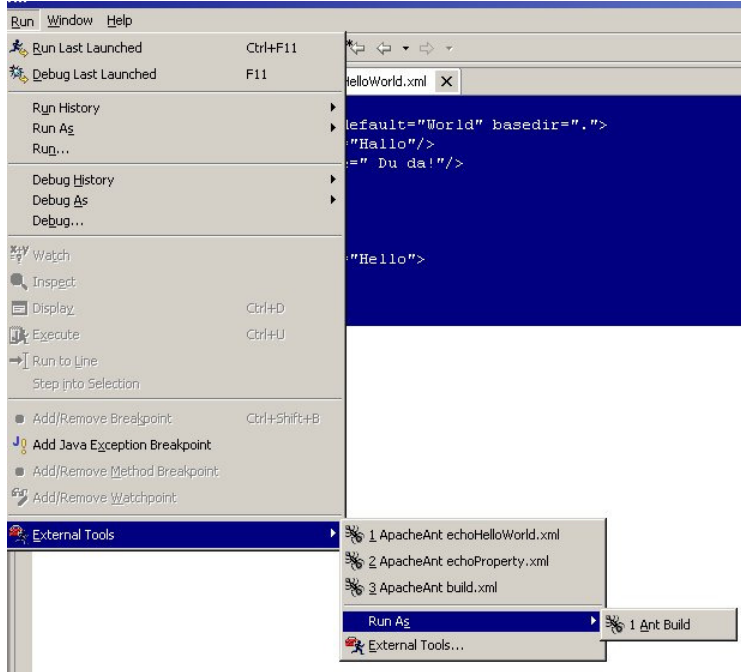 Run Window Help
Run Last Launched Ctrl+F11
Debug Last Launched F11
Run History
Run As
Run...
Debug History
Debug As
Debug...
Watch
Inspect
Display Ctrl+D
Execute Ctrl+U
Run to Line
Step into Selection
Add/Remove Breakpoint Ctrl+Shift+B
Add Java Exception Breakpoint
Add/Remove Method Breakpoint
Add/Remove Watchpoint
External Tools
HelloWorld.xml
default="World" basedir=".">
"Hallo"/>
=" Du da!"/>
="Hello">
1 ApacheAnt echoHelloWorld.xml
2 ApacheAnt echoProperty.xml
3 ApacheAnt build.xml
Run As
1 Ant Build
External Tools...